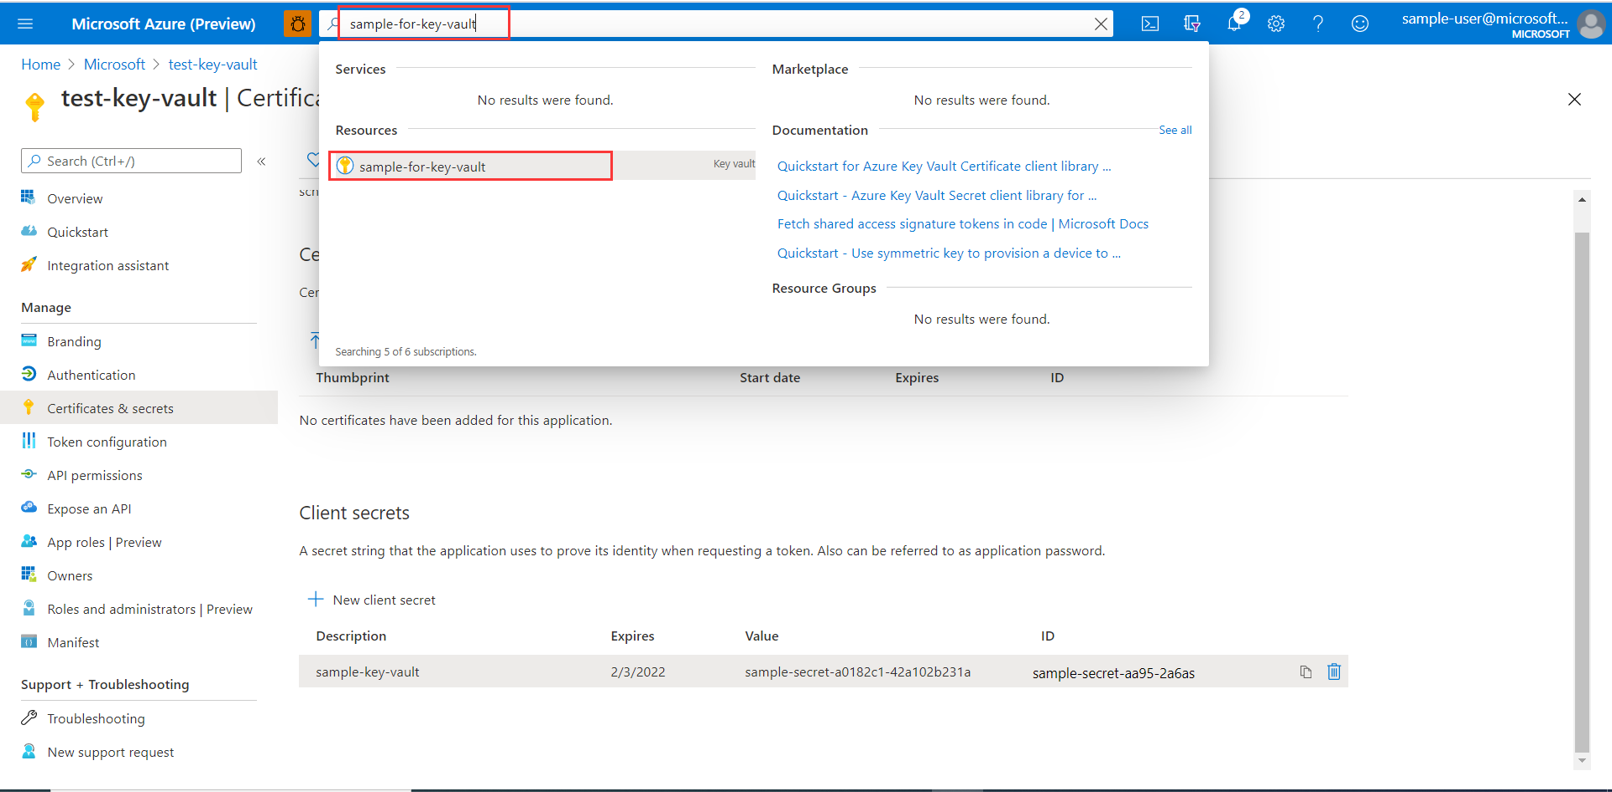 Microsoft Azure (Preview)
sample-for-key-vault
2
sample-user@microsoft...
MICROSOFT
Home > Microsoft > test-key-vault
test-key-vault | Certifica
Search (Ctrl+/)
«
Overview
Quickstart
Integration assistant
Manage
Branding
Authentication
Certificates & secrets
Token configuration
API permissions
Expose an API
App roles | Preview
Owners
Roles and administrators | Preview
Manifest
Support + Troubleshooting
Troubleshooting
New support request
Services
No results were found.
Resources
sample-for-key-vault
Key vault
Searching 5 of 6 subscriptions.
Marketplace
No results were found.
Documentation
See all
Quickstart for Azure Key Vault Certificate client library ...
Quickstart - Azure Key Vault Secret client library for ...
Fetch shared access signature tokens in code | Microsoft Docs
Quickstart - Use symmetric key to provision a device to ...
Resource Groups
No results were found.
sch
Ce
Cer
Thumbprint Start date Expires ID
No certificates have been added for this application.
Client secrets
A secret string that the application uses to prove its identity when requesting a token. Also can be referred to as application password.
New client secret
Description Expires Value ID
sample-key-vault 2/3/2022 sample-secret-a0182c1-42a102b231a sample-secret-aa95-2a6as